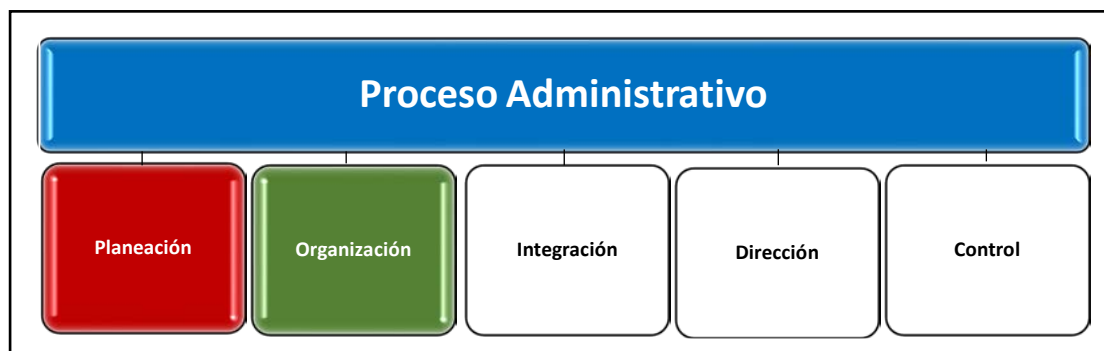 Proceso Administrativo
Planeación
Organización
Integración
Dirección
Control